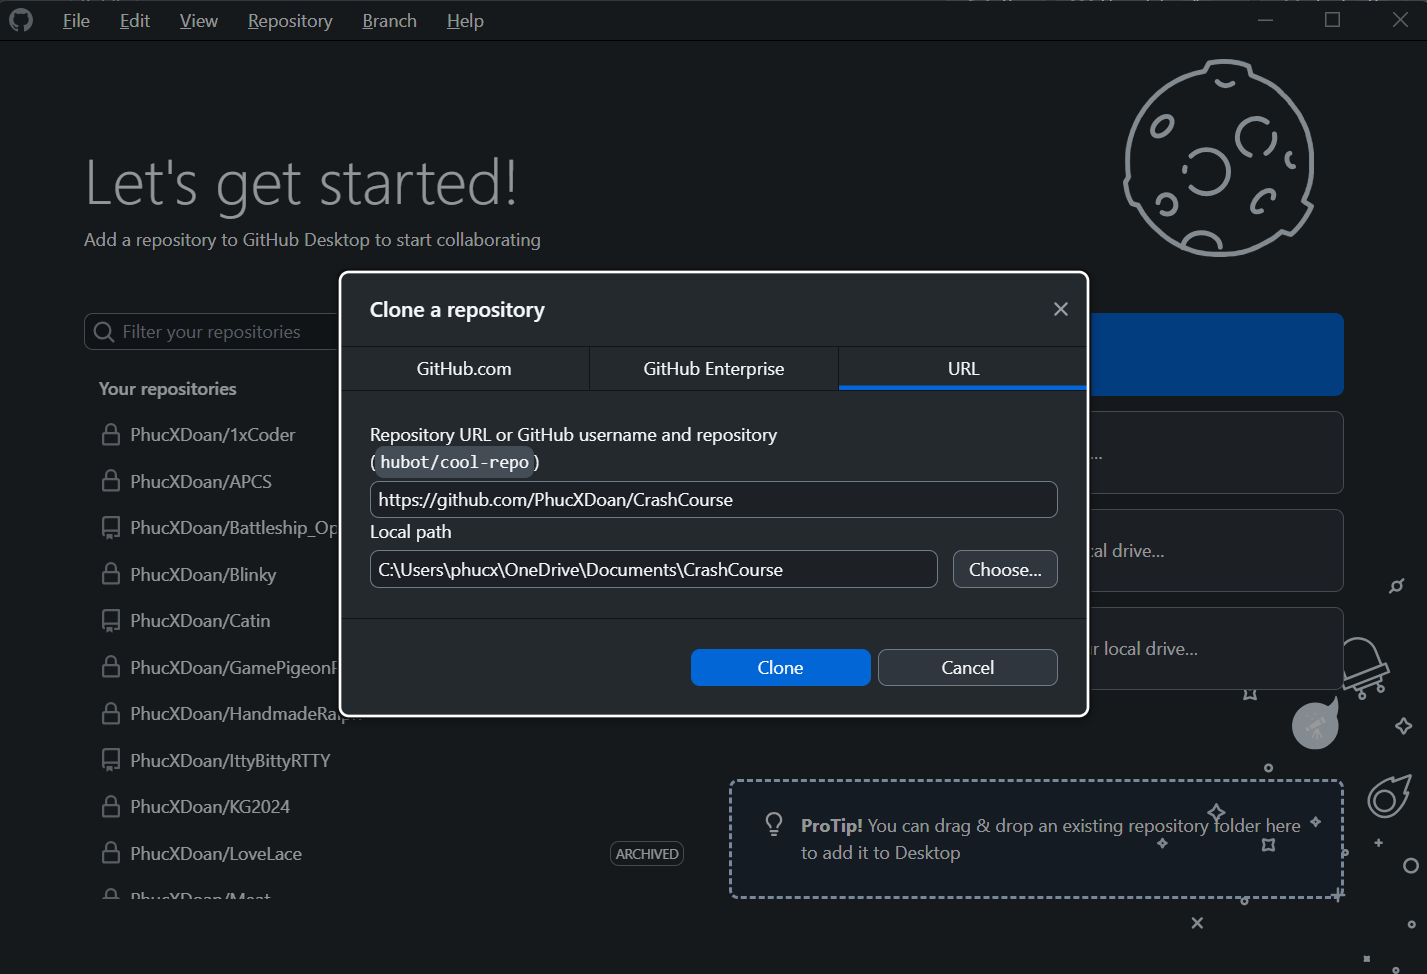 File Edit View Repository Branch Help
Let's get started!
Add a repository to GitHub Desktop to start collaborating
Filter your repositories
Your repositories
PhucXDoan/1xCoder
PhucXDoan/APCS
PhucXDoan/Battleship_Op
PhucXDoan/Blinky
PhucXDoan/Catin
PhucXDoan/GamePigeon
PhucXDoan/HandmadeRalph
PhucXDoan/IttyBittyRTTY
PhucXDoan/KG2024
PhucXDoan/LoveLace
ARCHIVED
Clone a repository
GitHub.com
GitHub Enterprise
URL
Repository URL or GitHub username and repository
(hubot/cool-repo)
https://github.com/PhucXDoan/CrashCourse
Local path
C:\Users\phucx\OneDrive\Documents\CrashCourse
Choose...
Clone
Cancel
...
al drive...
r local drive...
ProTip! You can drag & drop an existing repository folder here
to add it to Desktop